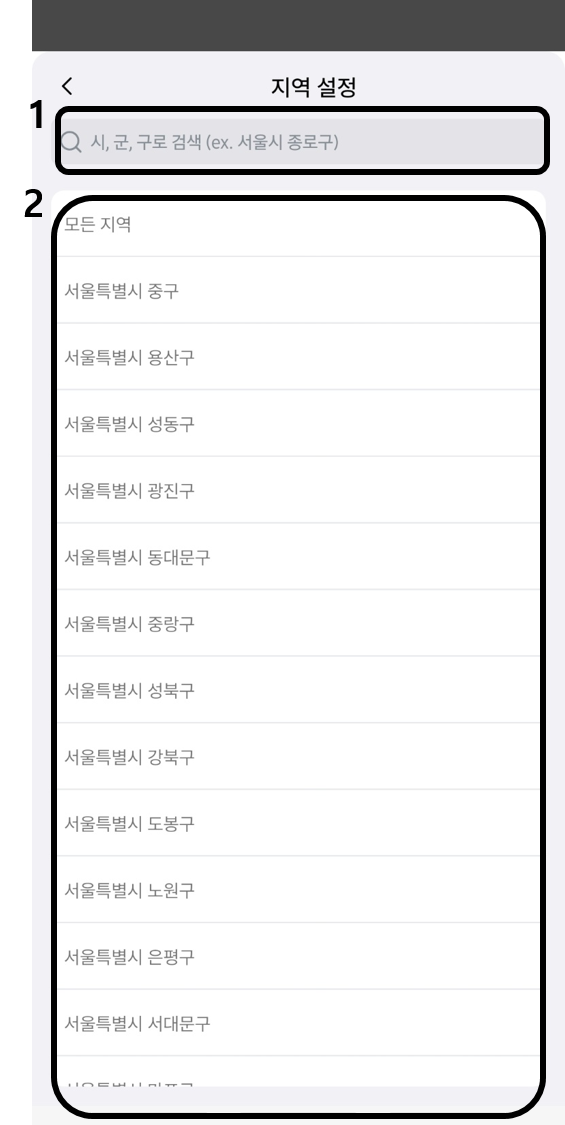 지역 설정
1
시, 군, 구로 검색 (ex. 서울시 종로구)
2
모든 지역
서울특별시 중구
서울특별시 용산구
서울특별시 성동구
서울특별시 광진구
서울특별시 동대문구
서울특별시 중랑구
서울특별시 성북구
서울특별시 강북구
서울특별시 도봉구
서울특별시 노원구
서울특별시 은평구
서울특별시 서대문구